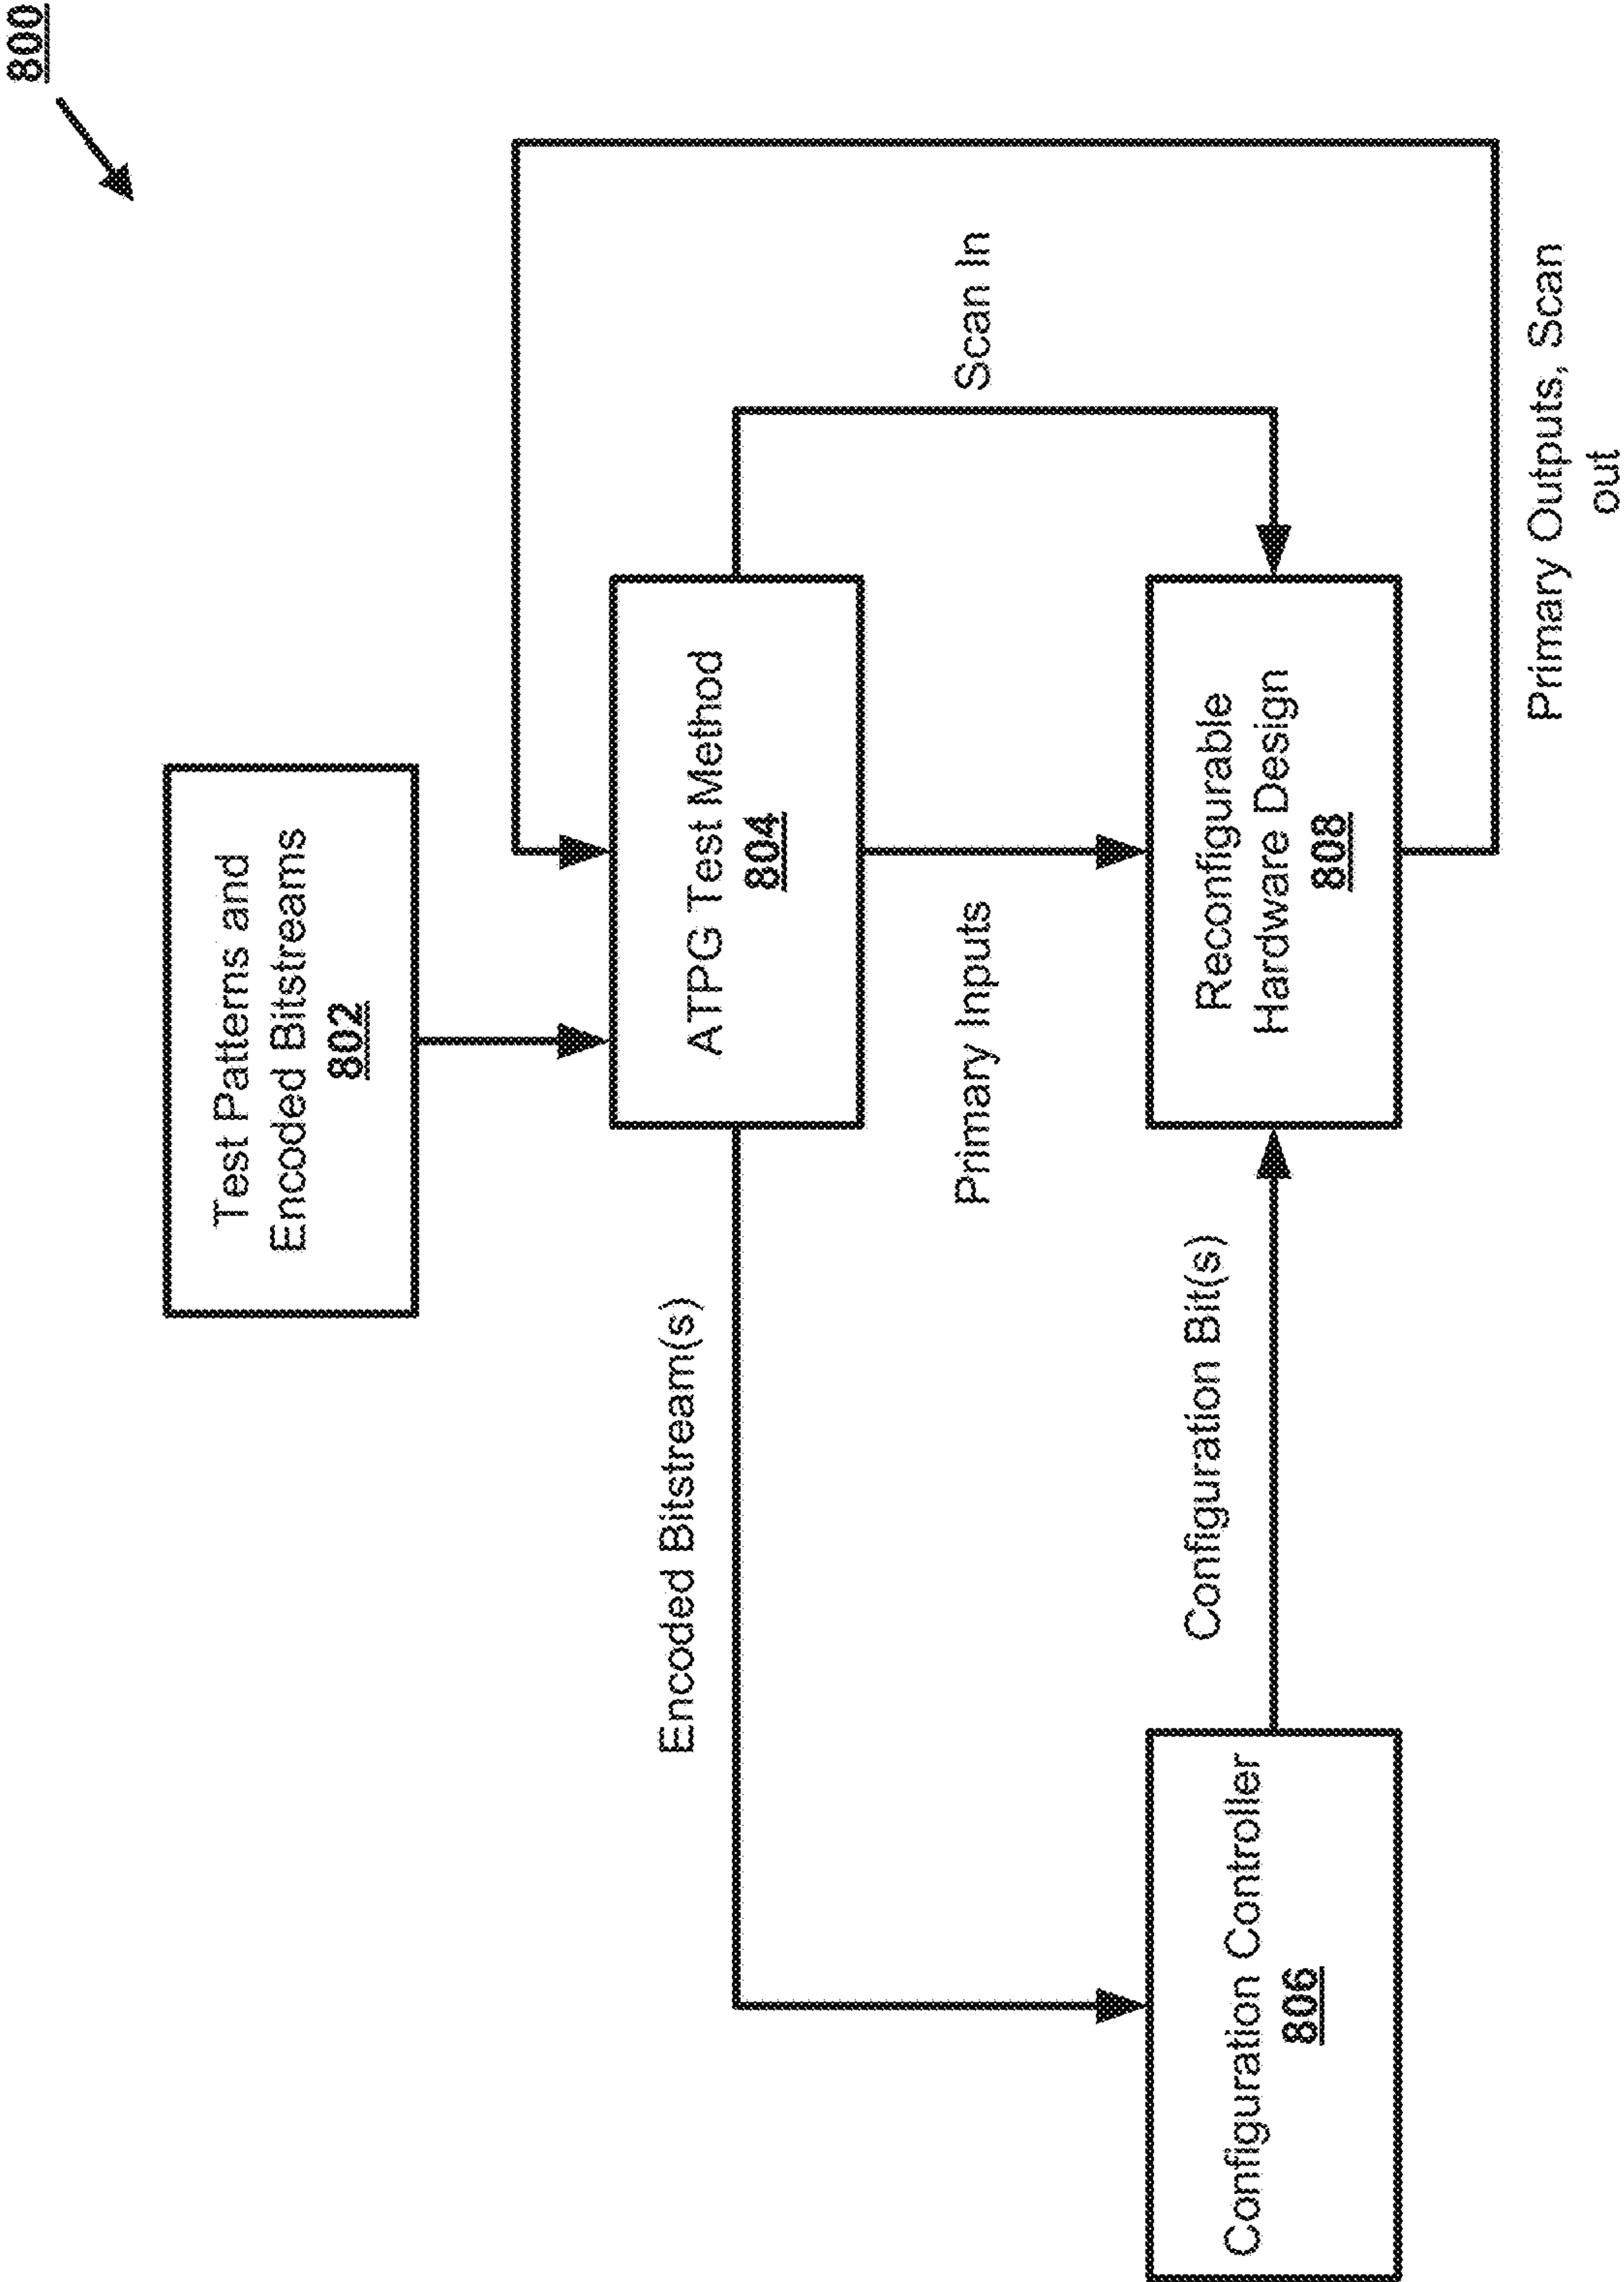 800
Test Patterns and
Encoded Bitstreams
802
Encoded Bitstream(s)
ATPG Test Method
804
Primary Inputs
Scan In
Configuration Controller
806
Configuration Bit(s)
Reconfigurable
Hardware Design
808
Primary Outputs, Scan
out